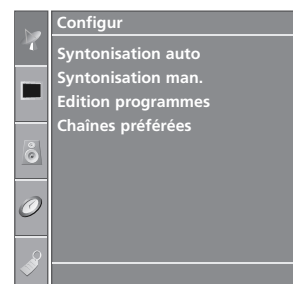 Configur
Syntonisation auto
Syntonisation man.
Edition programmes
Chaînes préférées